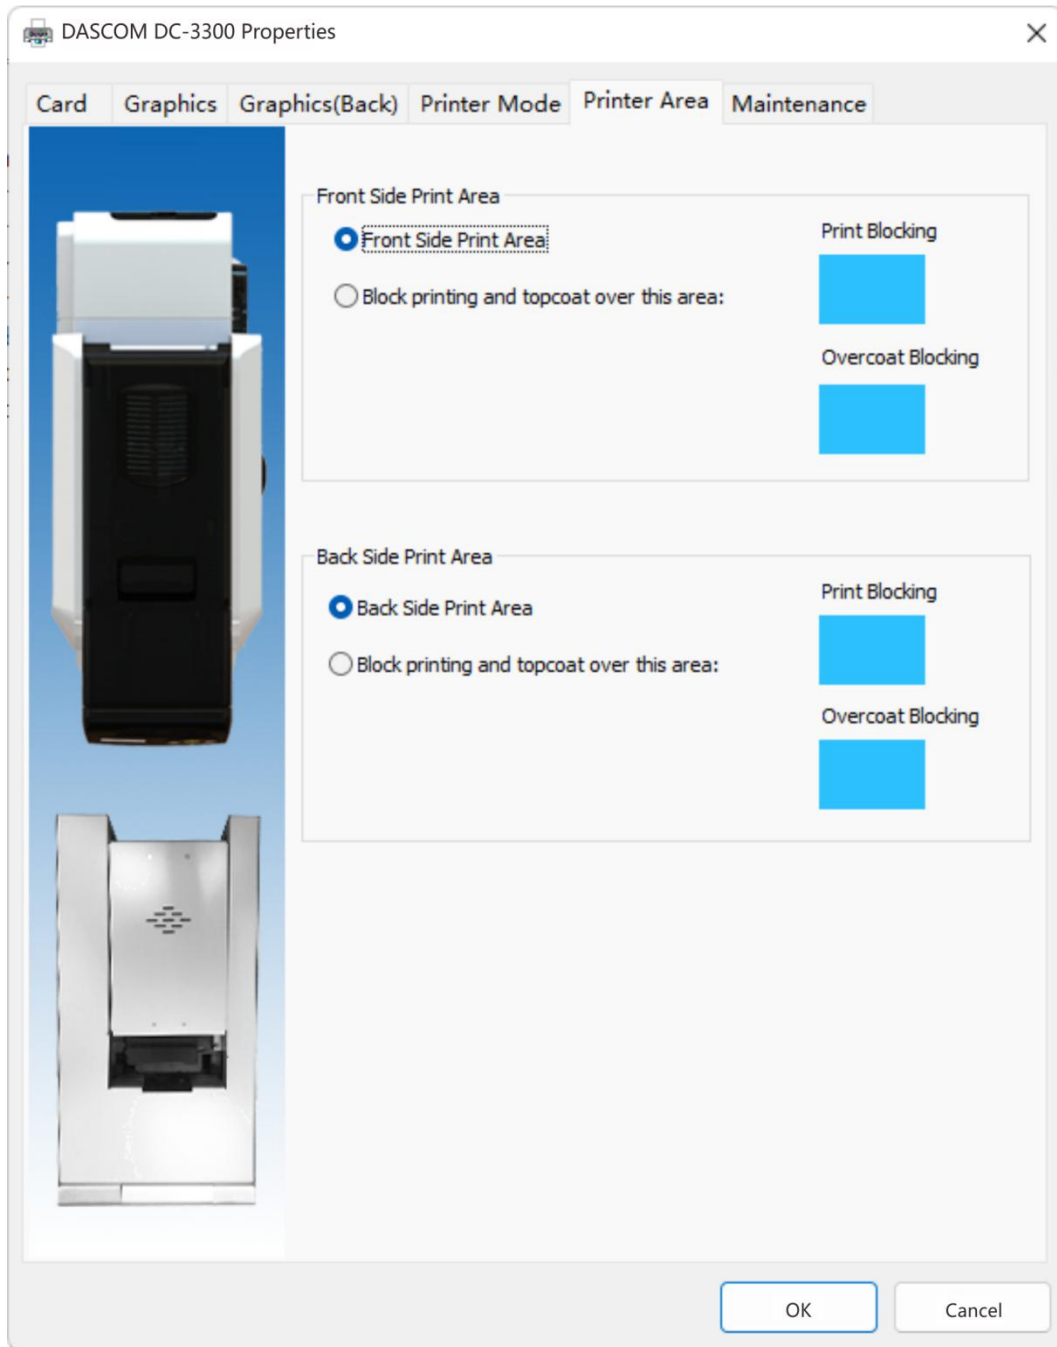 DASCOM DC-3300 Properties
Card Graphics Graphics(Back) Printer Mode Printer Area Maintenance
Front Side Print Area
Front Side Print Area
Block printing and topcoat over this area:
Print Blocking
Overcoat Blocking
Back Side Print Area
Back Side Print Area
Block printing and topcoat over this area:
Print Blocking
Overcoat Blocking
OK Cancel